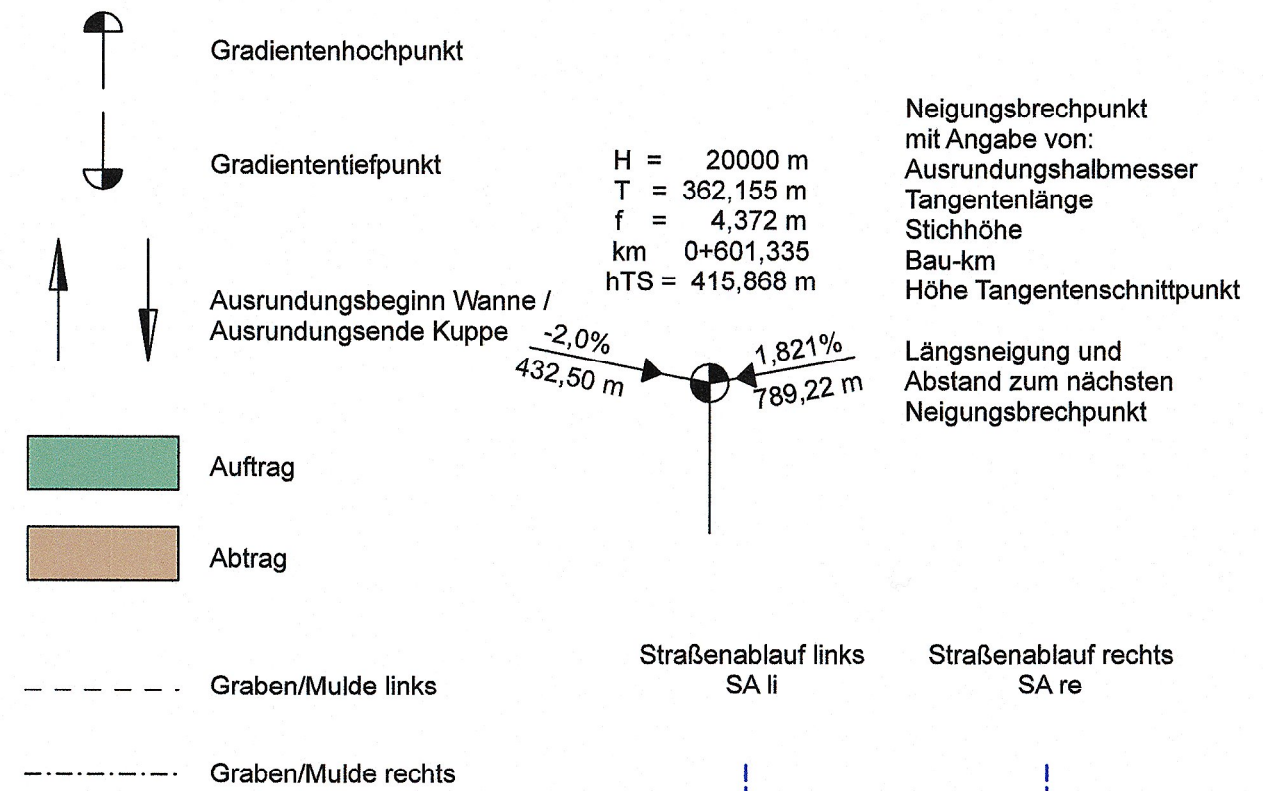 Gradientenhochpunkt
Gradiententiefpunkt
Ausrundungsbeginn Wanne /
Ausrundungsende Kuppe
Auftrag
Abtrag
Graben/Mulde links
Graben/Mulde rechts
H = 20000 m
T = 362,155 m
f = 4,372 m
km 0+601,335
hTS = 415,868 m
-2,0%
432,50 m
1,821%
789,22 m
Neigungsbrechpunkt
mit Angabe von:
Ausrundungshalbmesser
Tangentenlänge
Stichhöhe
Bau-km
Höhe Tangentenschnittpunkt
Längsneigung und
Abstand zum nächsten
Neigungsbrechpunkt
Straßenablauf links
SA li
Straßenablauf rechts
SA re